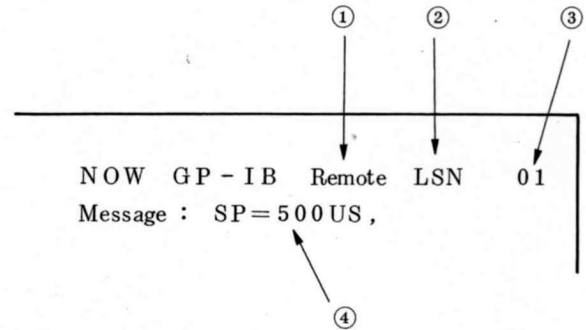 ① ② ③
NOW GP-IB Remote LSN 01
Message : SP=500US,
④